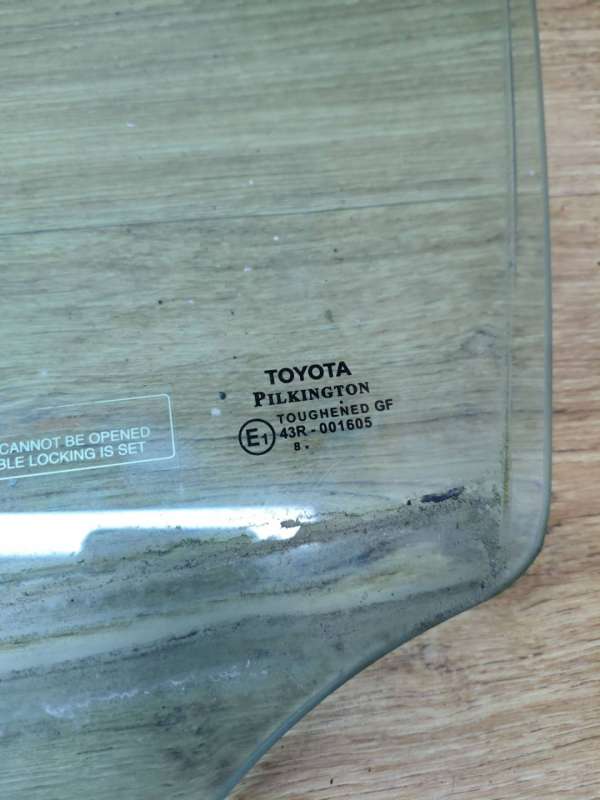 TOYOTA
PILKINGTON
TOUGHENED GF
E1 43R-001605
8.
CANNOT BE OPENED
BLE LOCKING IS SET